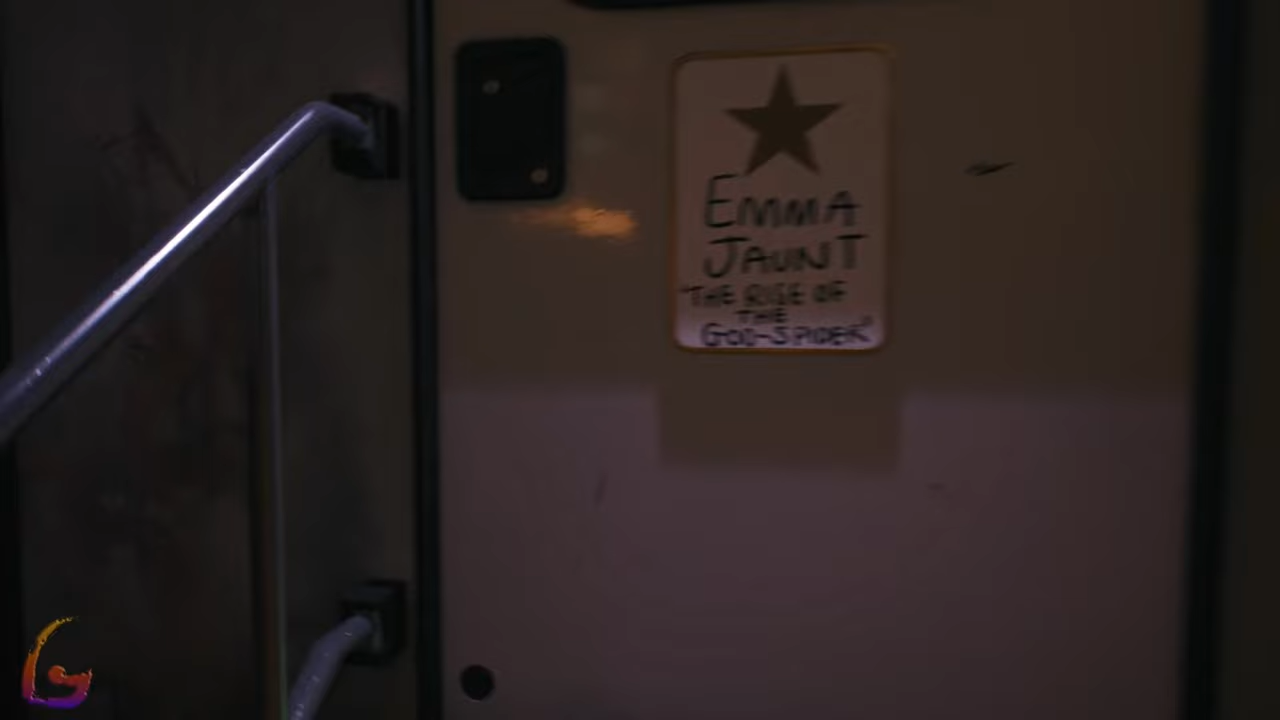 EMMA
JAUNT
"THE RISE OF
THE
GOD-SPIDER"